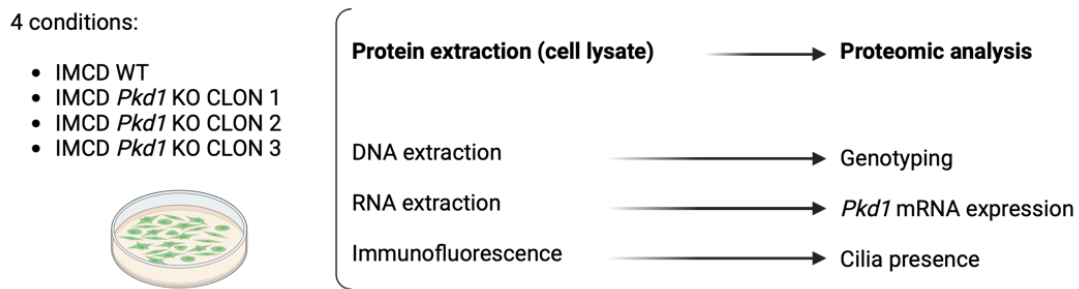 4 conditions:
• IMCD WT
• IMCD Pkd1 KO CLON 1
• IMCD Pkd1 KO CLON 2
• IMCD Pkd1 KO CLON 3
Protein extraction (cell lysate)
Proteomic analysis
DNA extraction
Genotyping
RNA extraction
Pkd1 mRNA expression
Immunofluorescence
Cilia presence